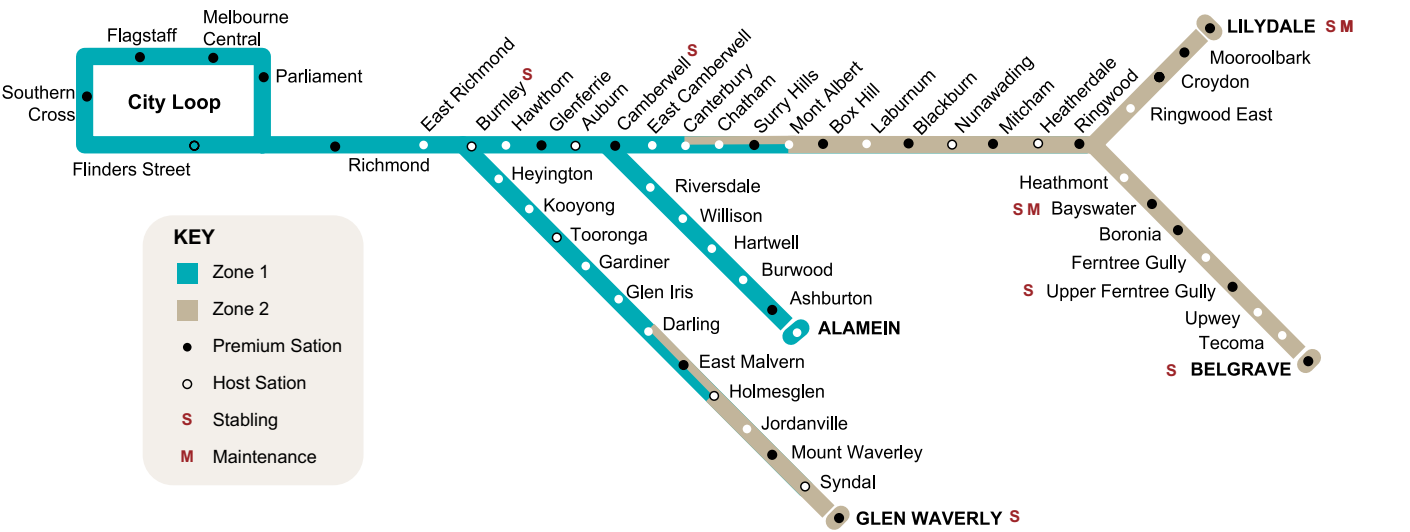 Flagstaff
Melbourne
Central
Parliament
Southern
Cross
City Loop
Flinders Street
Richmond
East Richmond
Burnley S
Hawthorn
Glenferrie
Auburn
Camberwell S
East Camberwell
Canterbury
Chatham
Surry Hills
Mont Albert
Box Hill
Laburnum
Blackburn
Nunawading
Mitcham
Heatherdale
Ringwood
LILYDALE S M
Mooroolbark
Croydon
Ringwood East
Heathmont
S M Bayswater
Boronia
Ferntree Gully
S Upper Ferntree Gully
Upwey
Tecoma
S BELGRAVE
Riversdale
Willison
Hartwell
Burwood
Ashburton
ALAMEIN
Heyington
Kooyong
Tooronga
Gardiner
Glen Iris
Darling
East Malvern
Holmesglen
Jordanville
Mount Waverley
Syndal
GLEN WAVERLY S
KEY
Zone 1
Zone 2
Premium Sation
Host Sation
S Stabling
M Maintenance